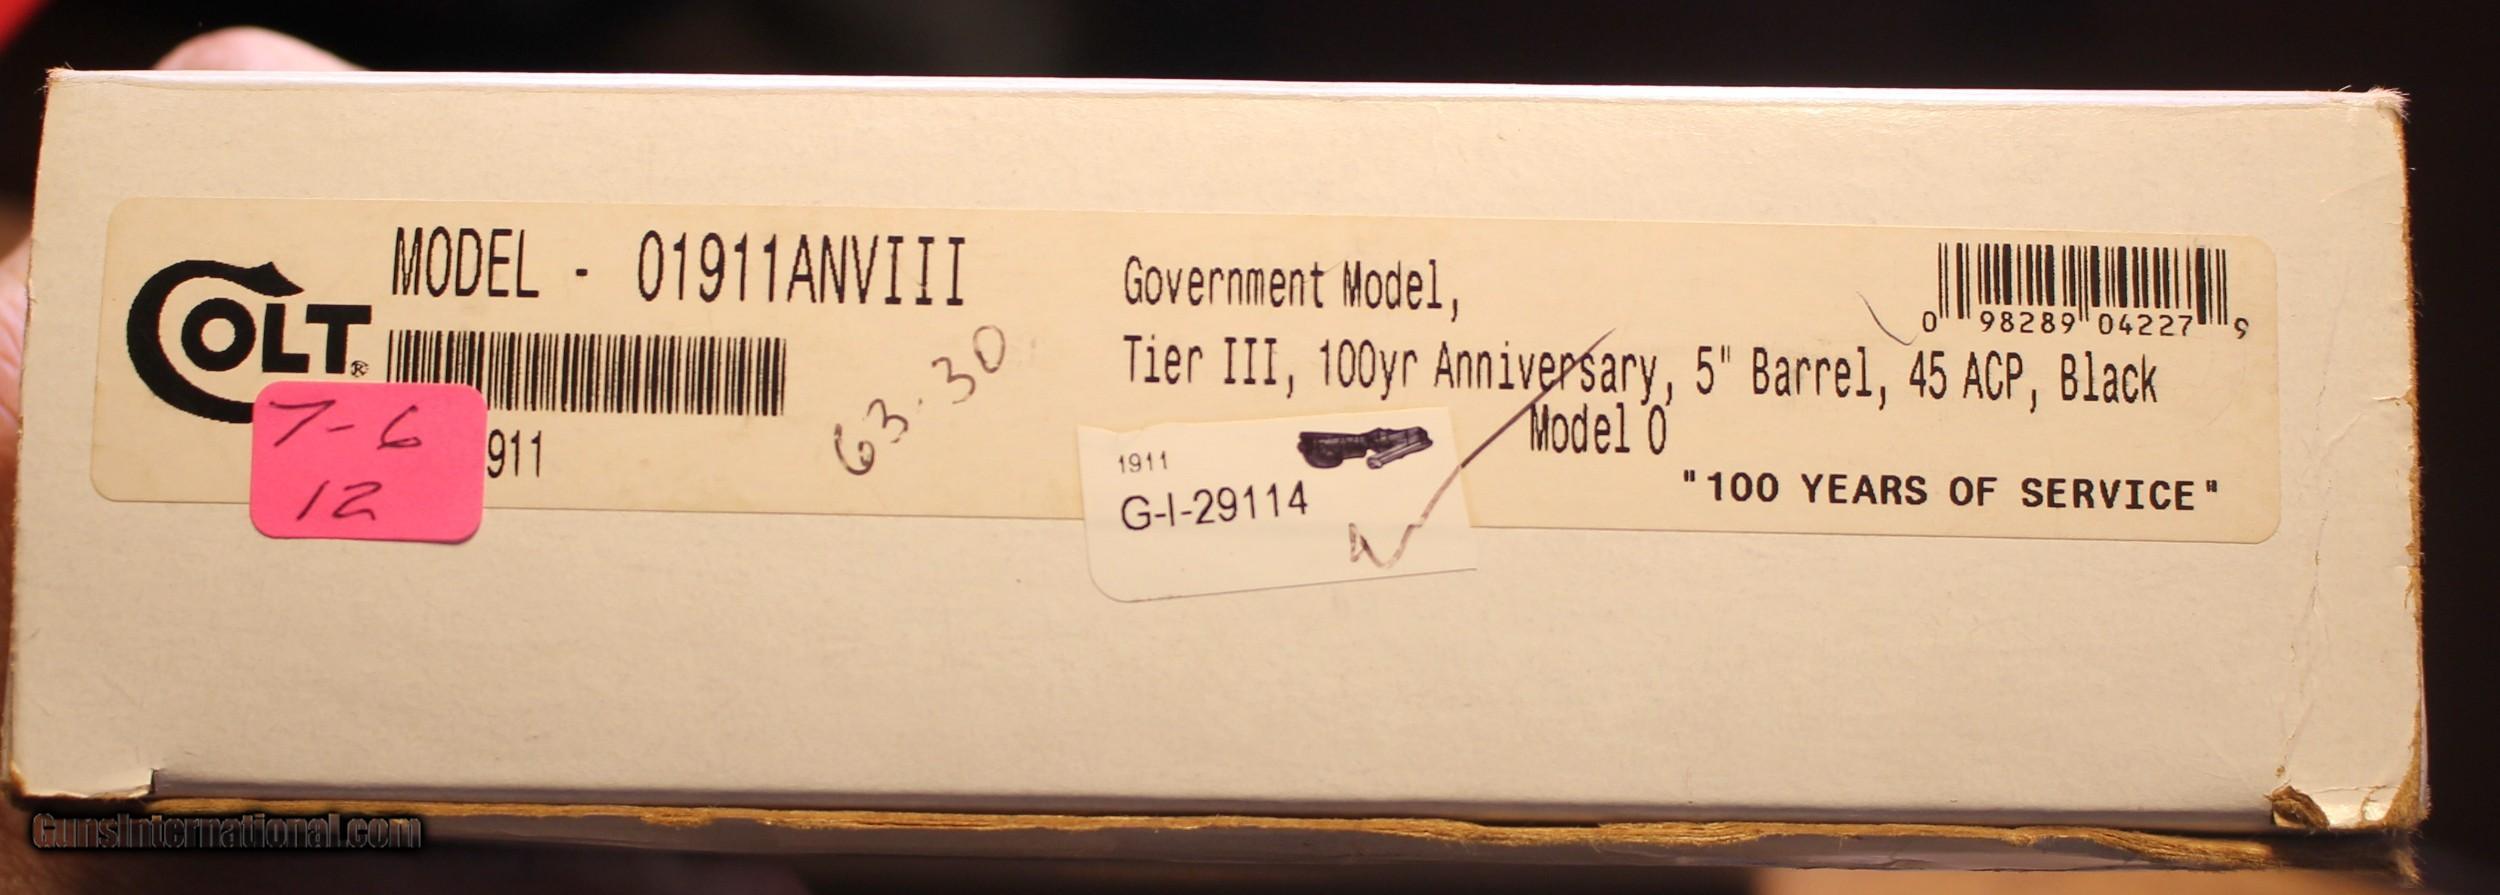 COLT®
MODEL - 01911ANVIII
911
7-6
12
63.30
Government Model,
Tier III, 100yr Anniversary, 5" Barrel, 45 ACP, Black
Model O
"100 YEARS OF SERVICE"
1911
G-I-29114
0 98289 04227 9
GunsInternational.com